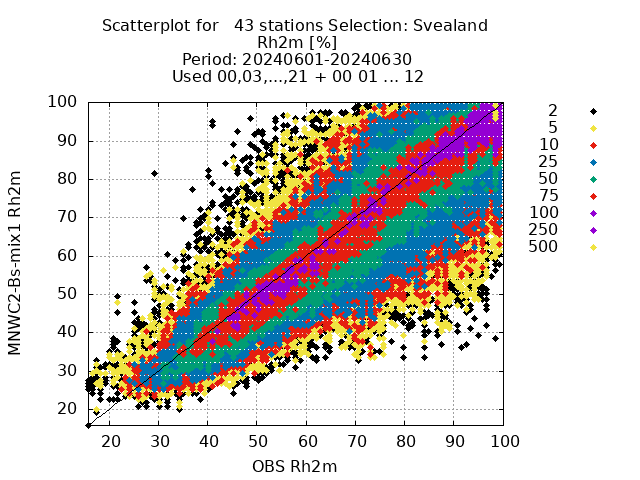 Scatterplot for   43 stations Selection: Svealand
Rh2m [%]
Period: 20240601-20240630
Used 00,03,...,21 + 00 01 ... 12
100
90
80
70
60
50
40
30
20
MNWC2-Bs-mix1 Rh2m
20 30 40 50 60 70 80 90 100
OBS Rh2m
2
5
10
25
50
75
100
250
500